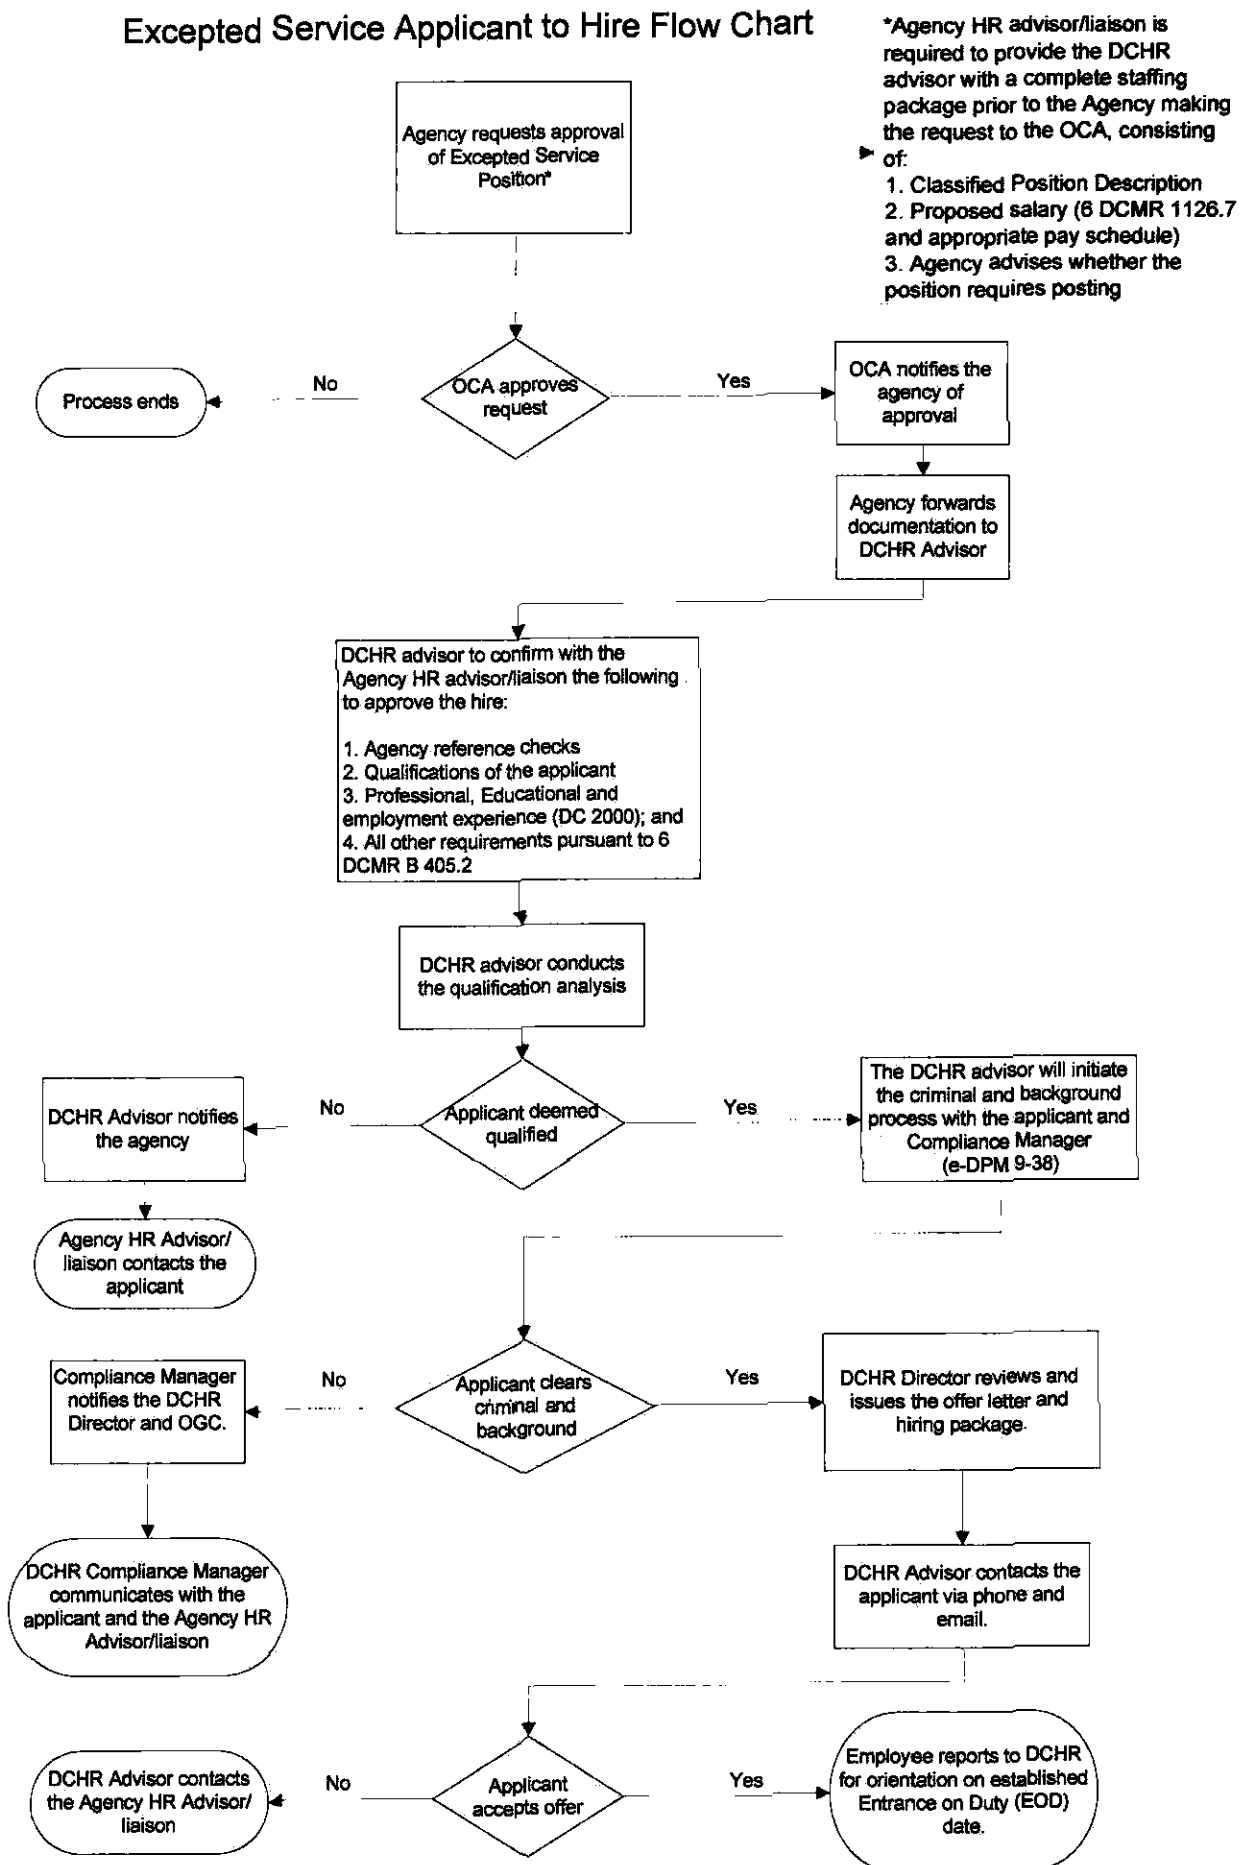 Excepted Service Applicant to Hire Flow Chart
*Agency HR advisor/liaison is
required to provide the DCHR
advisor with a complete staffing
package prior to the Agency making
the request to the OCA, consisting
of:
1. Classified Position Description
2. Proposed salary (6 DCMR 1126.7
and appropriate pay schedule)
3. Agency advises whether the
position requires posting
Agency requests approval
of Excepted Service
Position*
OCA approves
request
No
Process ends
Yes
OCA notifies the
agency of
approval
Agency forwards
documentation to
DCHR Advisor
DCHR advisor to confirm with the
Agency HR advisor/liaison the following
to approve the hire:
1. Agency reference checks
2. Qualifications of the applicant
3. Professional, Educational and
employment experience (DC 2000); and
4. All other requirements pursuant to 6
DCMR B 405.2
DCHR advisor conducts
the qualification analysis
Applicant deemed
qualified
No
DCHR Advisor notifies
the agency
Agency HR Advisor/
liaison contacts the
applicant
Yes
The DCHR advisor will initiate
the criminal and background
process with the applicant and
Compliance Manager
(e-DPM 9-38)
Applicant clears
criminal and
background
No
Compliance Manager
notifies the DCHR
Director and OGC.
DCHR Compliance Manager
communicates with the
applicant and the Agency HR
Advisor/liaison
Yes
DCHR Director reviews and
issues the offer letter and
hiring package.
DCHR Advisor contacts the
applicant via phone and
email.
Applicant
accepts offer
No
DCHR Advisor contacts
the Agency HR Advisor/
liaison
Yes
Employee reports to DCHR
for orientation on established
Entrance on Duty (EOD)
date.